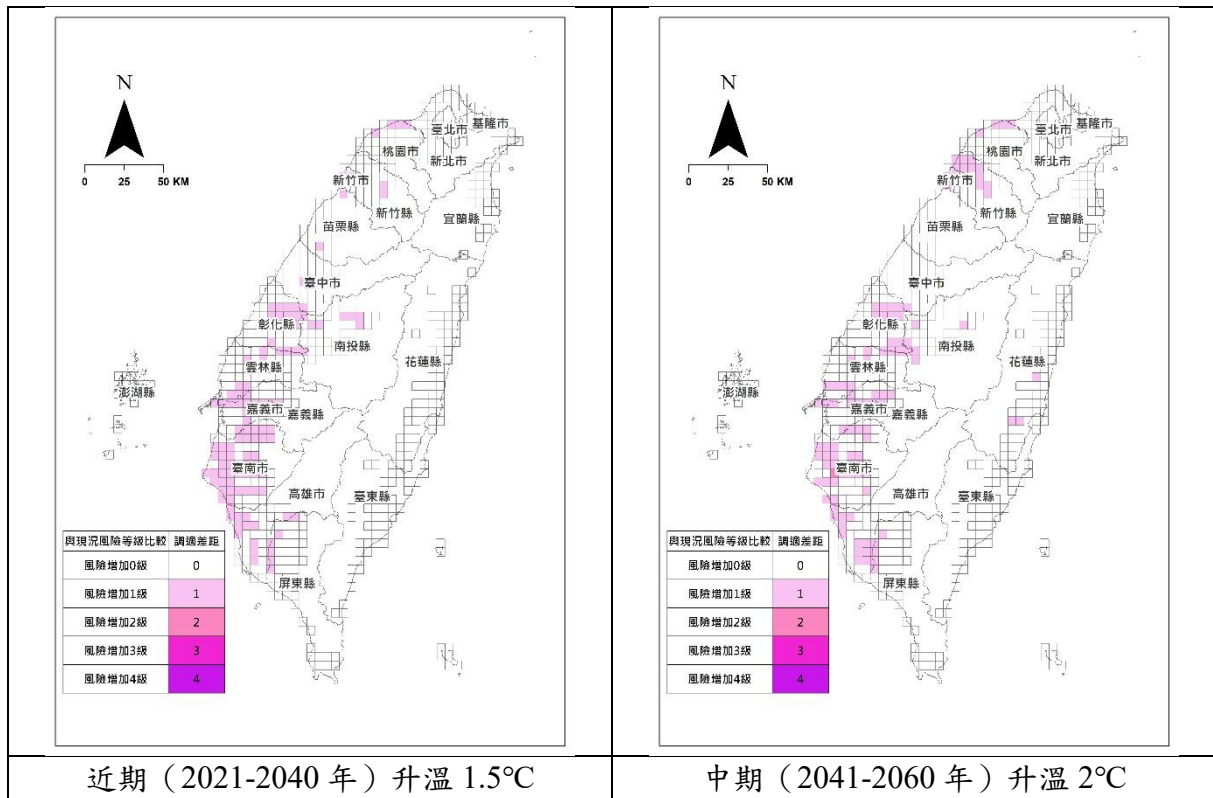 N
0 25 50 KM
基隆市
臺北市
桃園市
新北市
新竹市
新竹縣
宜蘭縣
苗栗縣
臺中市
彰化縣
南投縣
花蓮縣
雲林縣
澎湖縣
嘉義市
嘉義縣
臺南市
高雄市
臺東縣
屏東縣
與現況風險等級比較 調適差距
風險增加0級 0
風險增加1級 1
風險增加2級 2
風險增加3級 3
風險增加4級 4
近期（2021-2040 年）升溫 1.5°C
N
0 25 50 KM
基隆市
臺北市
桃園市
新北市
新竹市
新竹縣
宜蘭縣
苗栗縣
臺中市
彰化縣
南投縣
花蓮縣
雲林縣
澎湖縣
嘉義市
嘉義縣
臺南市
高雄市
臺東縣
屏東縣
與現況風險等級比較 調適差距
風險增加0級 0
風險增加1級 1
風險增加2級 2
風險增加3級 3
風險增加4級 4
中期（2041-2060 年）升溫 2°C